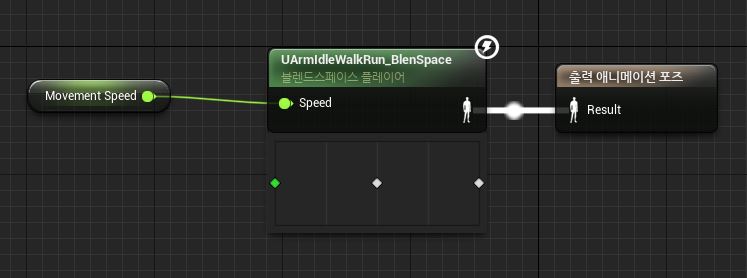 UArmIdleWalkRun_BlenSpace
블렌드스페이스 플레이어
Movement Speed
Speed
출력 애니메이션 포즈
Result